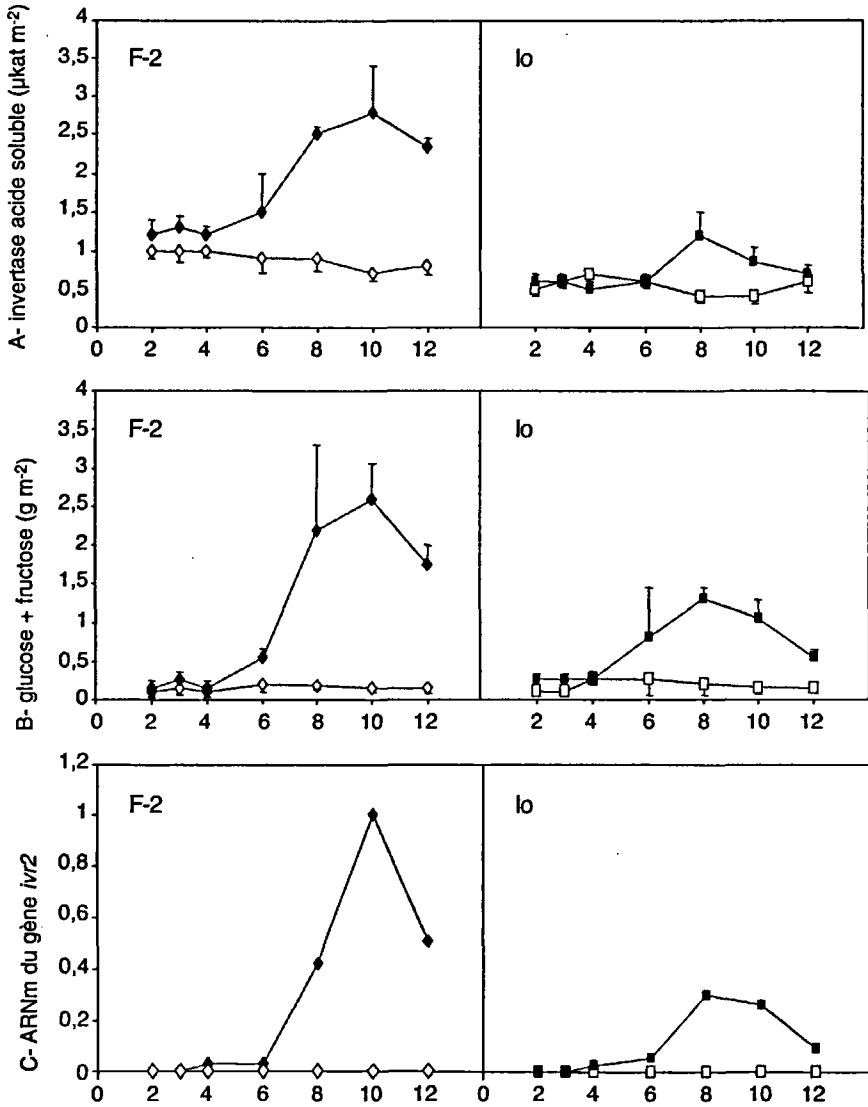 A- invertase acide soluble (µkat m-2)
4
3,5
3
2,5
2
1,5
1
0,5
0
F-2
Io
0 2 4 6 8 10 12
0 2 4 6 8 10 12
B- glucose + fructose (g m-2)
4
3,5
3
2,5
2
1,5
1
0,5
0
F-2
Io
0 2 4 6 8 10 12
0 2 4 6 8 10 12
C- ARNm du gène ivr2
1,2
1
0,8
0,6
0,4
0,2
0
F-2
Io
0 2 4 6 8 10 12
0 2 4 6 8 10 12